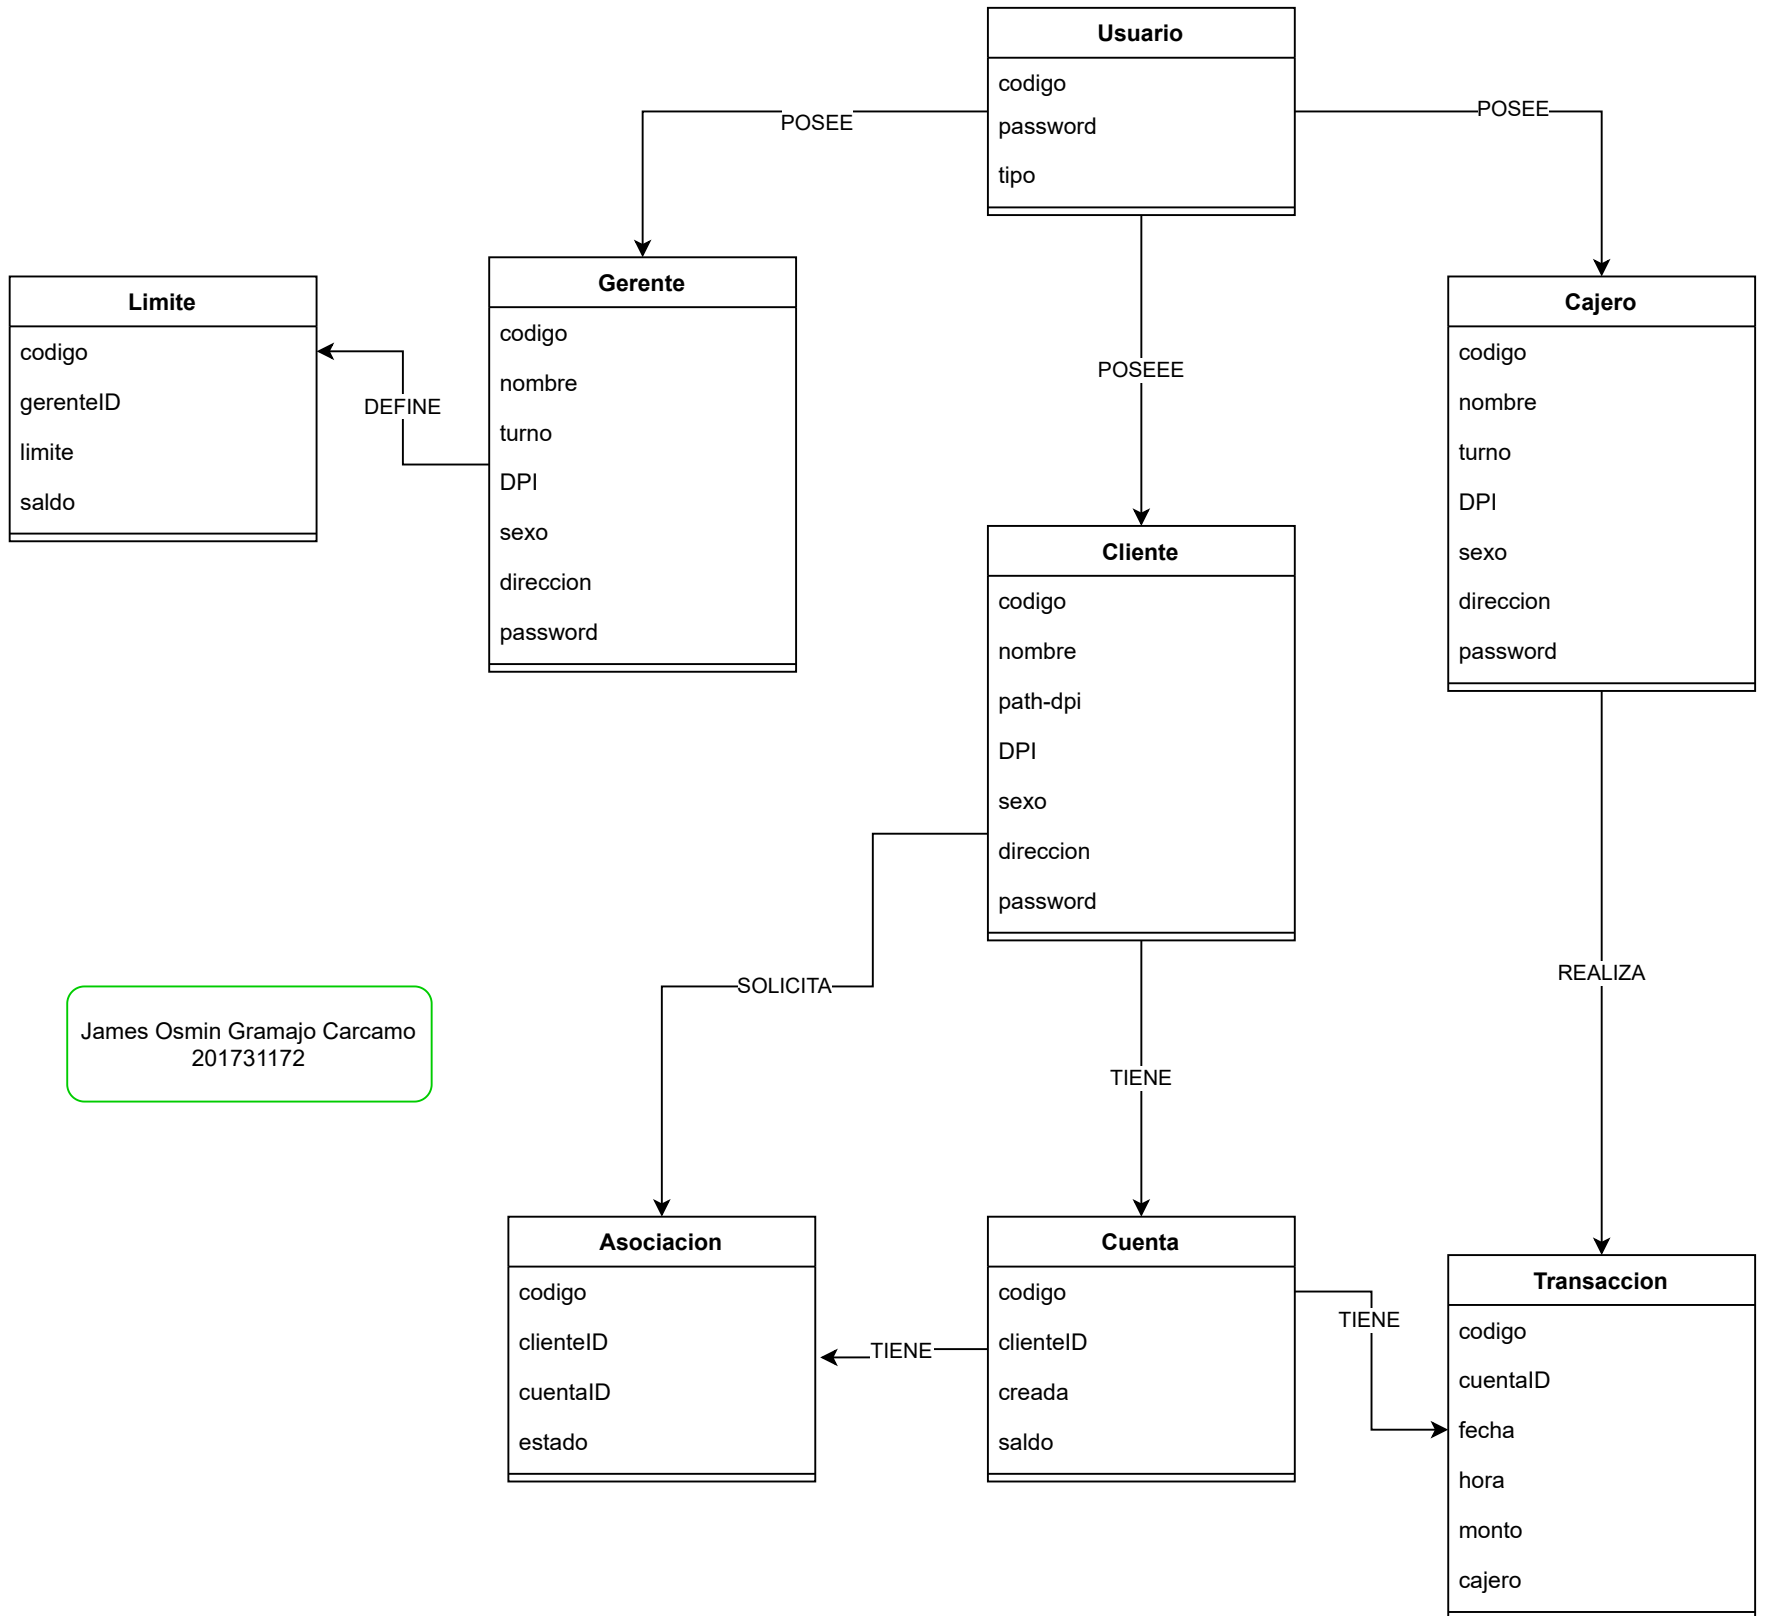 Usuario
codigo
password
tipo
POSEE
POSEE
POSEEE
Limite
codigo
gerenteID
limite
saldo
DEFINE
Gerente
codigo
nombre
turno
DPI
sexo
direccion
password
Cajero
codigo
nombre
turno
DPI
sexo
direccion
password
Cliente
codigo
nombre
path-dpi
DPI
sexo
direccion
password
SOLICITA
TIENE
REALIZA
James Osmin Gramajo Carcamo
201731172
Asociacion
codigo
clienteID
cuentaID
estado
TIENE
Cuenta
codigo
clienteID
creada
saldo
TIENE
Transaccion
codigo
cuentaID
fecha
hora
monto
cajero